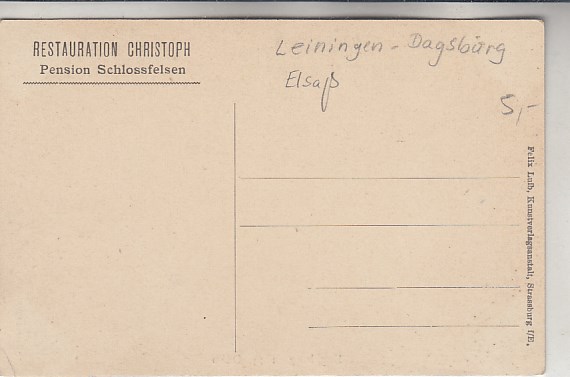 RESTAURATION CHRISTOPH
Pension Schlossfelsen
Leiningen - Dagsburg
Elsaß
5,-
Felix Luib, Kunstverlagsanstalt, Strassburg I/E.